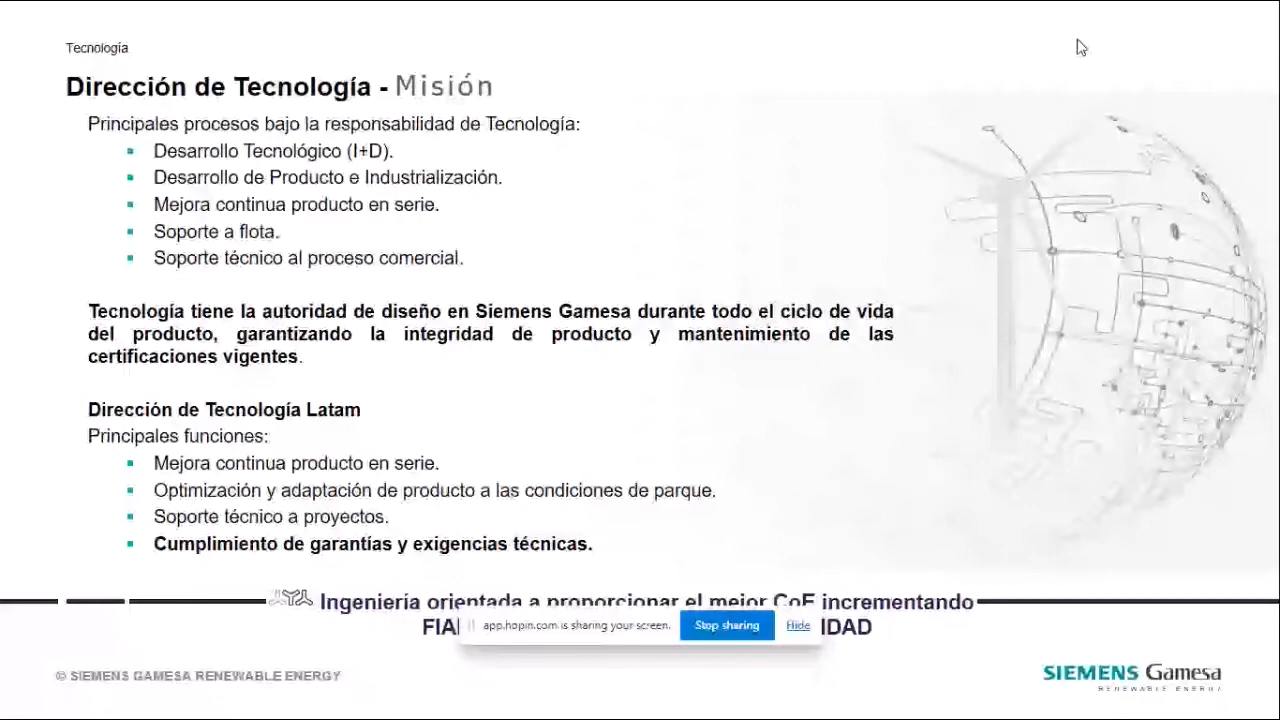 Tecnología
Dirección de Tecnología - Misión
Principales procesos bajo la responsabilidad de Tecnología:
Desarrollo Tecnológico (I+D).
Desarrollo de Producto e Industrialización.
Mejora continua producto en serie.
Soporte a flota.
Soporte técnico al proceso comercial.
Tecnología tiene la autoridad de diseño en Siemens Gamesa durante todo el ciclo de vida
del producto, garantizando la integridad de producto y mantenimiento de las
certificaciones vigentes.
Dirección de Tecnología Latam
Principales funciones:
Mejora continua producto en serie.
Optimización y adaptación de producto a las condiciones de parque.
Soporte técnico a proyectos.
Cumplimiento de garantías y exigencias técnicas.
Ingeniería orientada a proporcionar el mejor CoE incrementando
app.hopin.com is sharing your screen. Stop sharing Hide
© SIEMENS GAMESA RENEWABLE ENERGY
SIEMENS Gamesa
RENEWABLE ENERGY